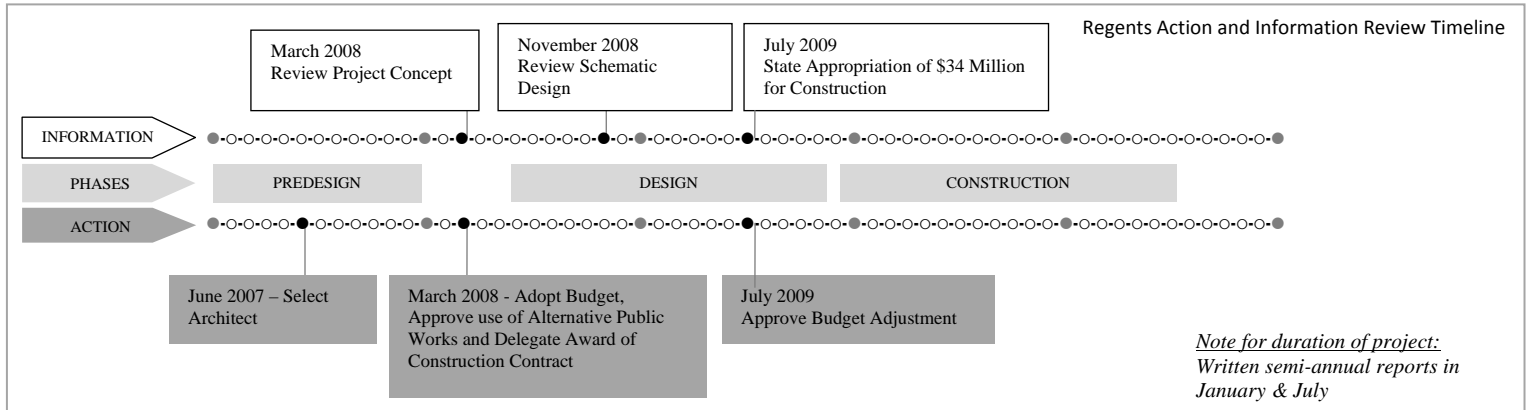 Regents Action and Information Review Timeline
March 2008
Review Project Concept
November 2008
Review Schematic
Design
July 2009
State Appropriation of $34 Million
for Construction
INFORMATION
PHASES
PREDESIGN
DESIGN
CONSTRUCTION
ACTION
June 2007 – Select
Architect
March 2008 - Adopt Budget,
Approve use of Alternative Public
Works and Delegate Award of
Construction Contract
July 2009
Approve Budget Adjustment
Note for duration of project:
Written semi-annual reports in
January & July